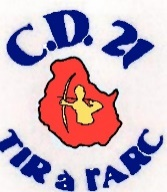 C.D. 21
TIR à l'ARC